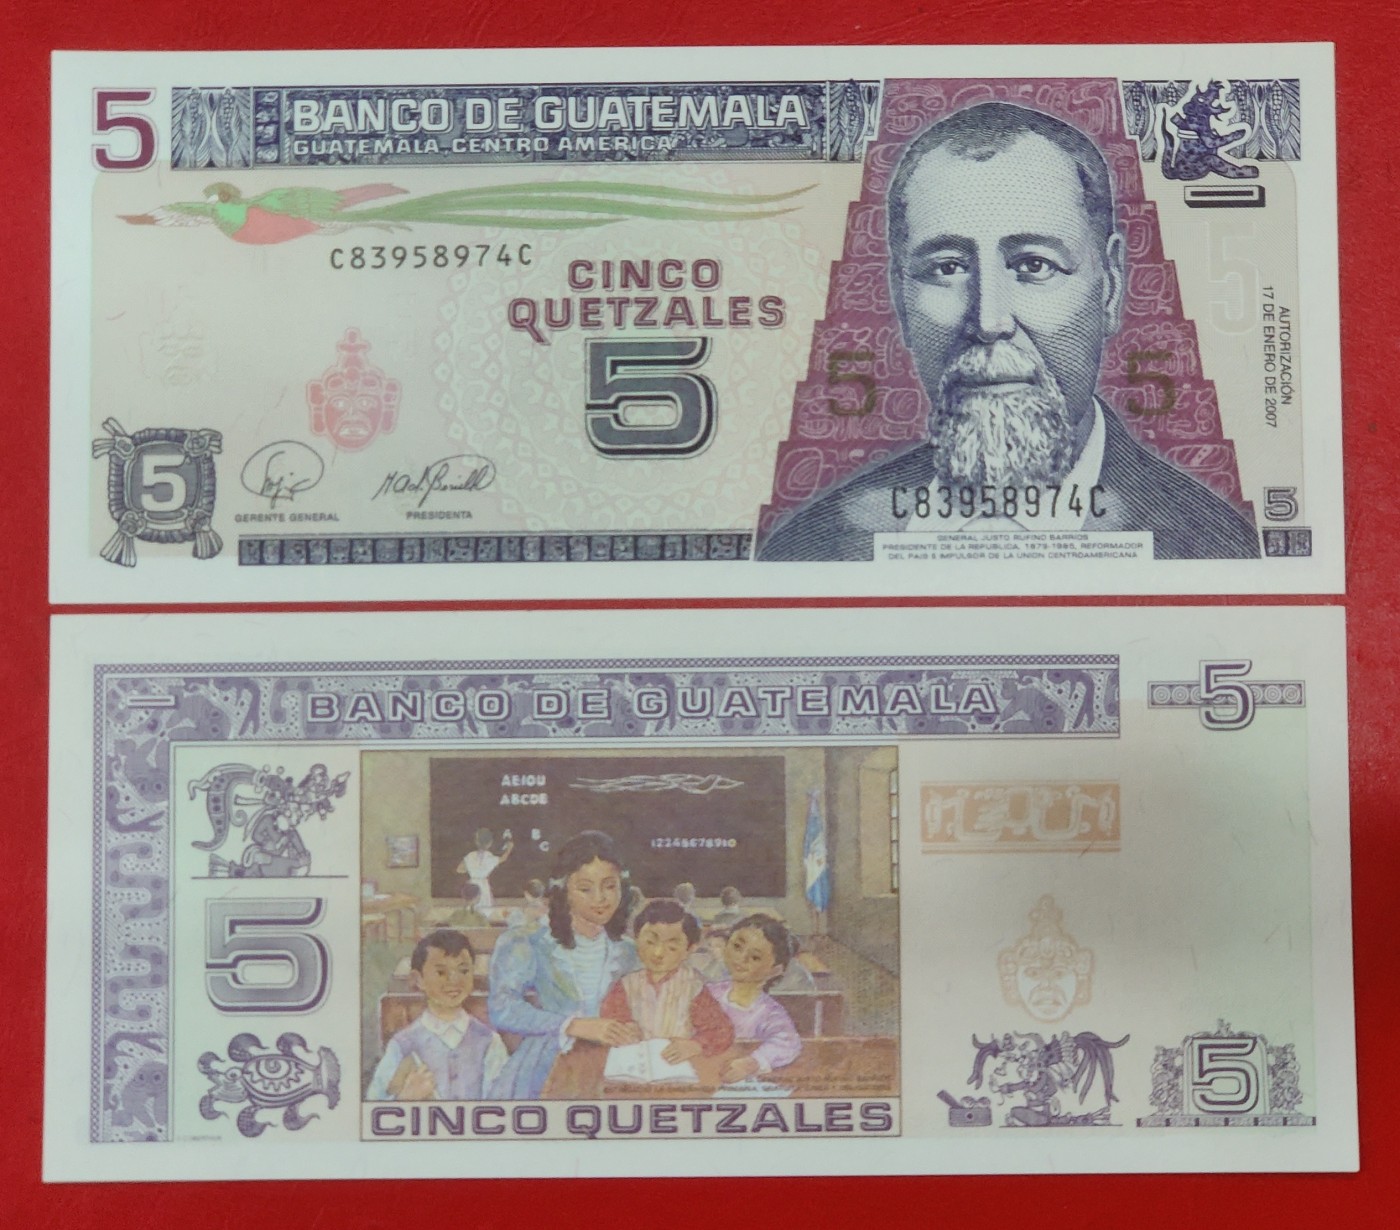 5
BANCO DE GUATEMALA
GUATEMALA, CENTRO AMERICA
C83958974C
CINCO
QUETZALES
5
5
5
5
5
AUTORIZACIÓN
17 DE ENERO DE 2007
5
GERENTE GENERAL
PRESIDENTA
C83958974C
5
GENERAL JUSTO RUFINO BARRIOS
PRESIDENTE DE LA REPUBLICA, 1873-1885, REFORMADOR
DEL PAIS E IMPULSOR DE LA UNION CENTROAMERICANA
BANCO DE GUATEMALA
5
AEIOU
ABCDE
A B
C
12345678910
5
5
CINCO QUETZALES